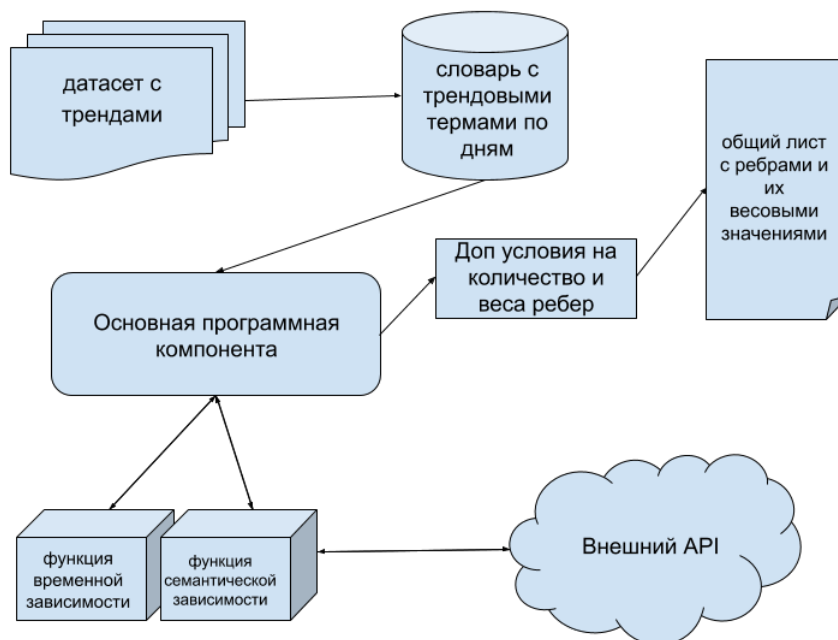 датасет с
трендами
словарь с
трендовыми
термами по
дням
общий лист
с ребрами и
их
весовыми
значениями
Доп условия на
количество и
веса ребер
Основная программная
компонента
функция
временной
зависимости
функция
семантической
зависимости
Внешний API